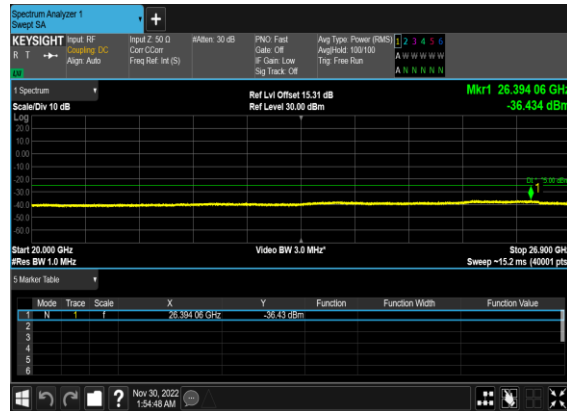 Spectrum Analyzer 1
Swept SA
+
KEYSIGHT Input: RF Input Z: 50 Ω #Atten: 30 dB PNO: Fast Avg Type: Power (RMS) 1 2 3 4 5 6
R T Coupling: DC Corr CCorr Gate: Off Avg|Hold: 100/100 A W W W W W
Align: Auto Freq Ref: Int (S) IF Gain: Low Trig: Free Run
Sig Track: Off A N N N N N
1 Spectrum Ref Lvl Offset 15.31 dB Mkr1 26.394 06 GHz
Scale/Div 10 dB Ref Level 30.00 dBm -36.434 dBm
Log
20.0
10.0
0.00
-10.0
-20.0
-30.0
-40.0
-50.0
-60.0
1
Start 20.000 GHz Video BW 3.0 MHz* Stop 26.900 GHz
#Res BW 1.0 MHz Sweep ~15.2 ms (40001 pts)
5 Marker Table
Mode Trace Scale X Y Function Function Width Function Value
1 N 1 f 26.394 06 GHz -36.43 dBm
2
3
4
5
6
? Nov 30, 2022
1:54:48 AM